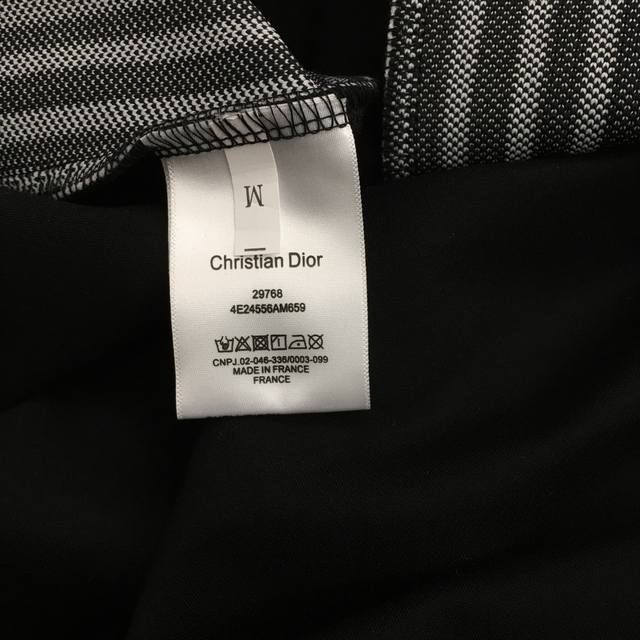 M
Christian Dior
29768
4E24556AM659
CNPJ.02-046-336/0003-099
MADE IN FRANCE
FRANCE